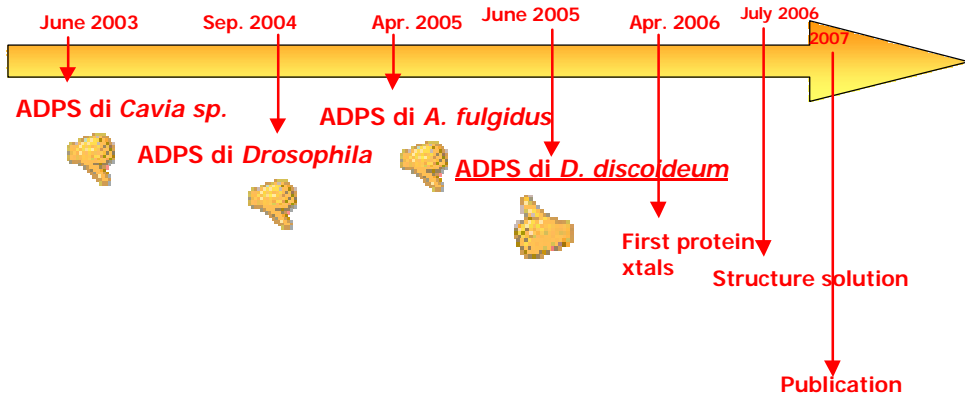 June 2003
Sep. 2004
Apr. 2005
June 2005
Apr. 2006
July 2006
2007
ADPS di Cavia sp.
ADPS di Drosophila
ADPS di A. fulgidus
ADPS di D. discoideum
First protein
xtals
Structure solution
Publication